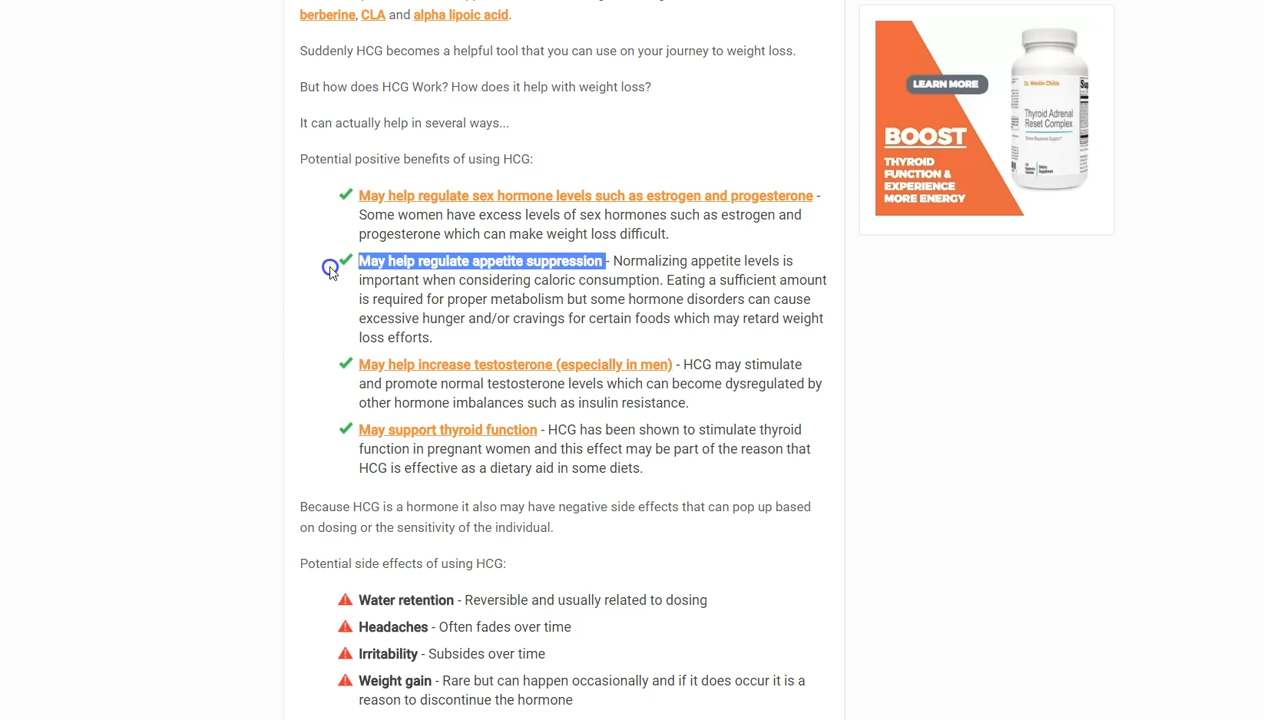 berberine, CLA and alpha lipoic acid.
Suddenly HCG becomes a helpful tool that you can use on your journey to weight loss.
But how does HCG Work? How does it help with weight loss?
It can actually help in several ways...
Potential positive benefits of using HCG:
May help regulate sex hormone levels such as estrogen and progesterone -
Some women have excess levels of sex hormones such as estrogen and
progesterone which can make weight loss difficult.
May help regulate appetite suppression - Normalizing appetite levels is
important when considering caloric consumption. Eating a sufficient amount
is required for proper metabolism but some hormone disorders can cause
excessive hunger and/or cravings for certain foods which may retard weight
loss efforts.
May help increase testosterone (especially in men) - HCG may stimulate
and promote normal testosterone levels which can become dysregulated by
other hormone imbalances such as insulin resistance.
May support thyroid function - HCG has been shown to stimulate thyroid
function in pregnant women and this effect may be part of the reason that
HCG is effective as a dietary aid in some diets.
Because HCG is a hormone it also may have negative side effects that can pop up based
on dosing or the sensitivity of the individual.
Potential side effects of using HCG:
Water retention - Reversible and usually related to dosing
Headaches - Often fades over time
Irritability - Subsides over time
Weight gain - Rare but can happen occasionally and if it does occur it is a
reason to discontinue the hormone
LEARN MORE
BOOST
THYROID
FUNCTION &
EXPERIENCE
MORE ENERGY
Dr. Westin Childs
Thyroid Adrenal
Reset Complex